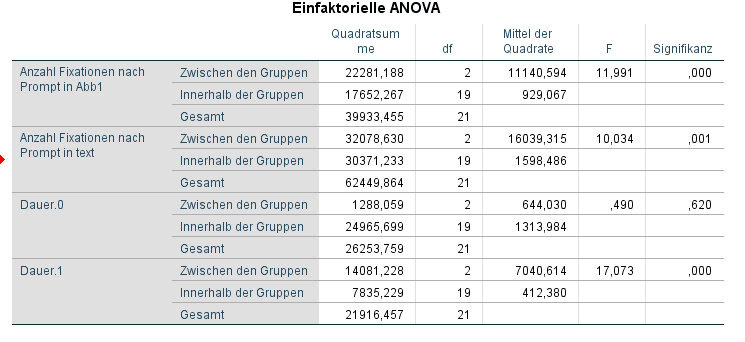 Einfaktorielle ANOVA
Quadratsum Mittel der
me df Quadrate F Signifikanz
Anzahl Fixationen nach Zwischen den Gruppen 22281,188 2 11140,594 11,991 ,000
Prompt in Abb1 Innerhalb der Gruppen 17652,267 19 929,067
Gesamt 39933,455 21
Anzahl Fixationen nach Zwischen den Gruppen 32078,630 2 16039,315 10,034 ,001
Prompt in text Innerhalb der Gruppen 30371,233 19 1598,486
Gesamt 62449,864 21
Dauer.0 Zwischen den Gruppen 1288,059 2 644,030 ,490 ,620
Innerhalb der Gruppen 24965,699 19 1313,984
Gesamt 26253,759 21
Dauer.1 Zwischen den Gruppen 14081,228 2 7040,614 17,073 ,000
Innerhalb der Gruppen 7835,229 19 412,380
Gesamt 21916,457 21